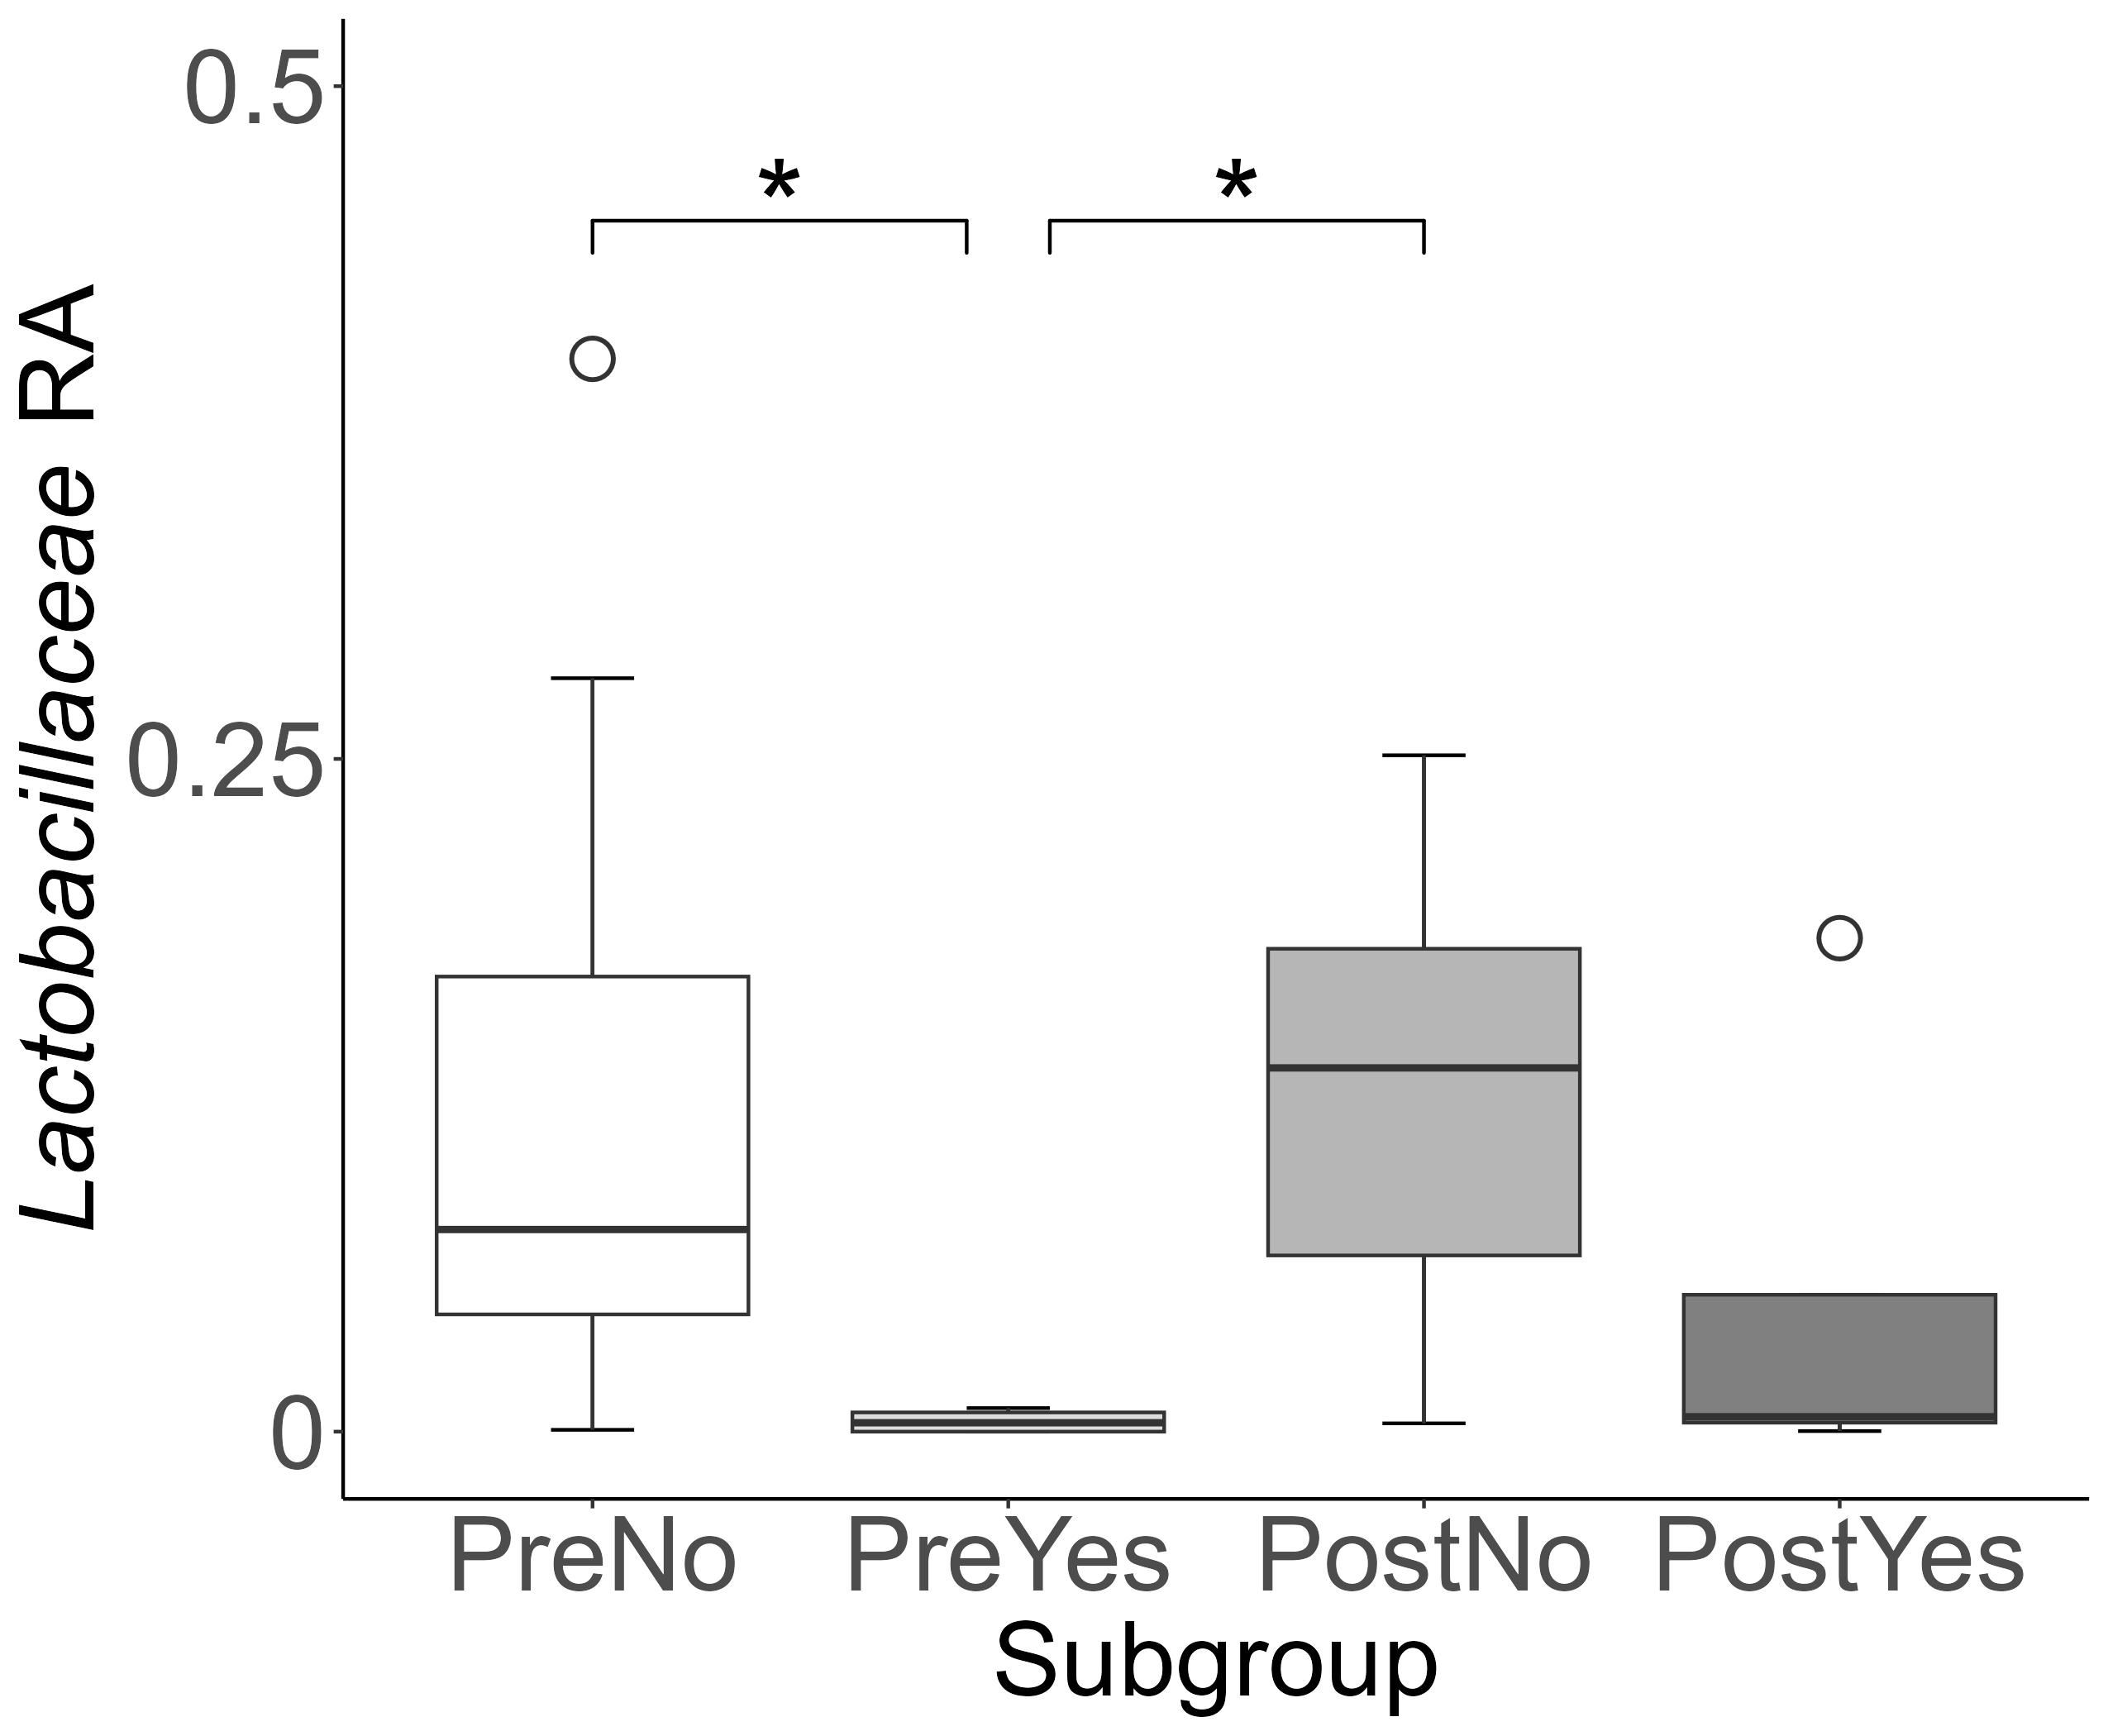 Lactobacillaceae RA
0.5
0.25
0
* *
PreNo PreYes PostNo PostYes
Subgroup